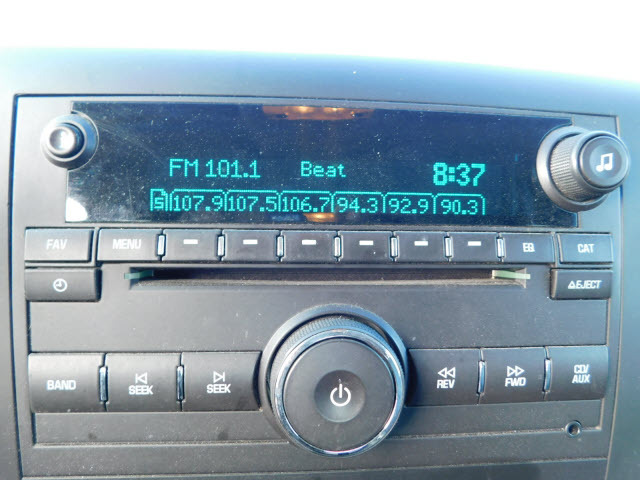 FM 101.1 Beat 8:37
5 107.9 107.5 106.7 94.3 92.9 90.3
FAV MENU EQ CAT
EJECT
BAND SEEK SEEK REV FWD CD/AUX